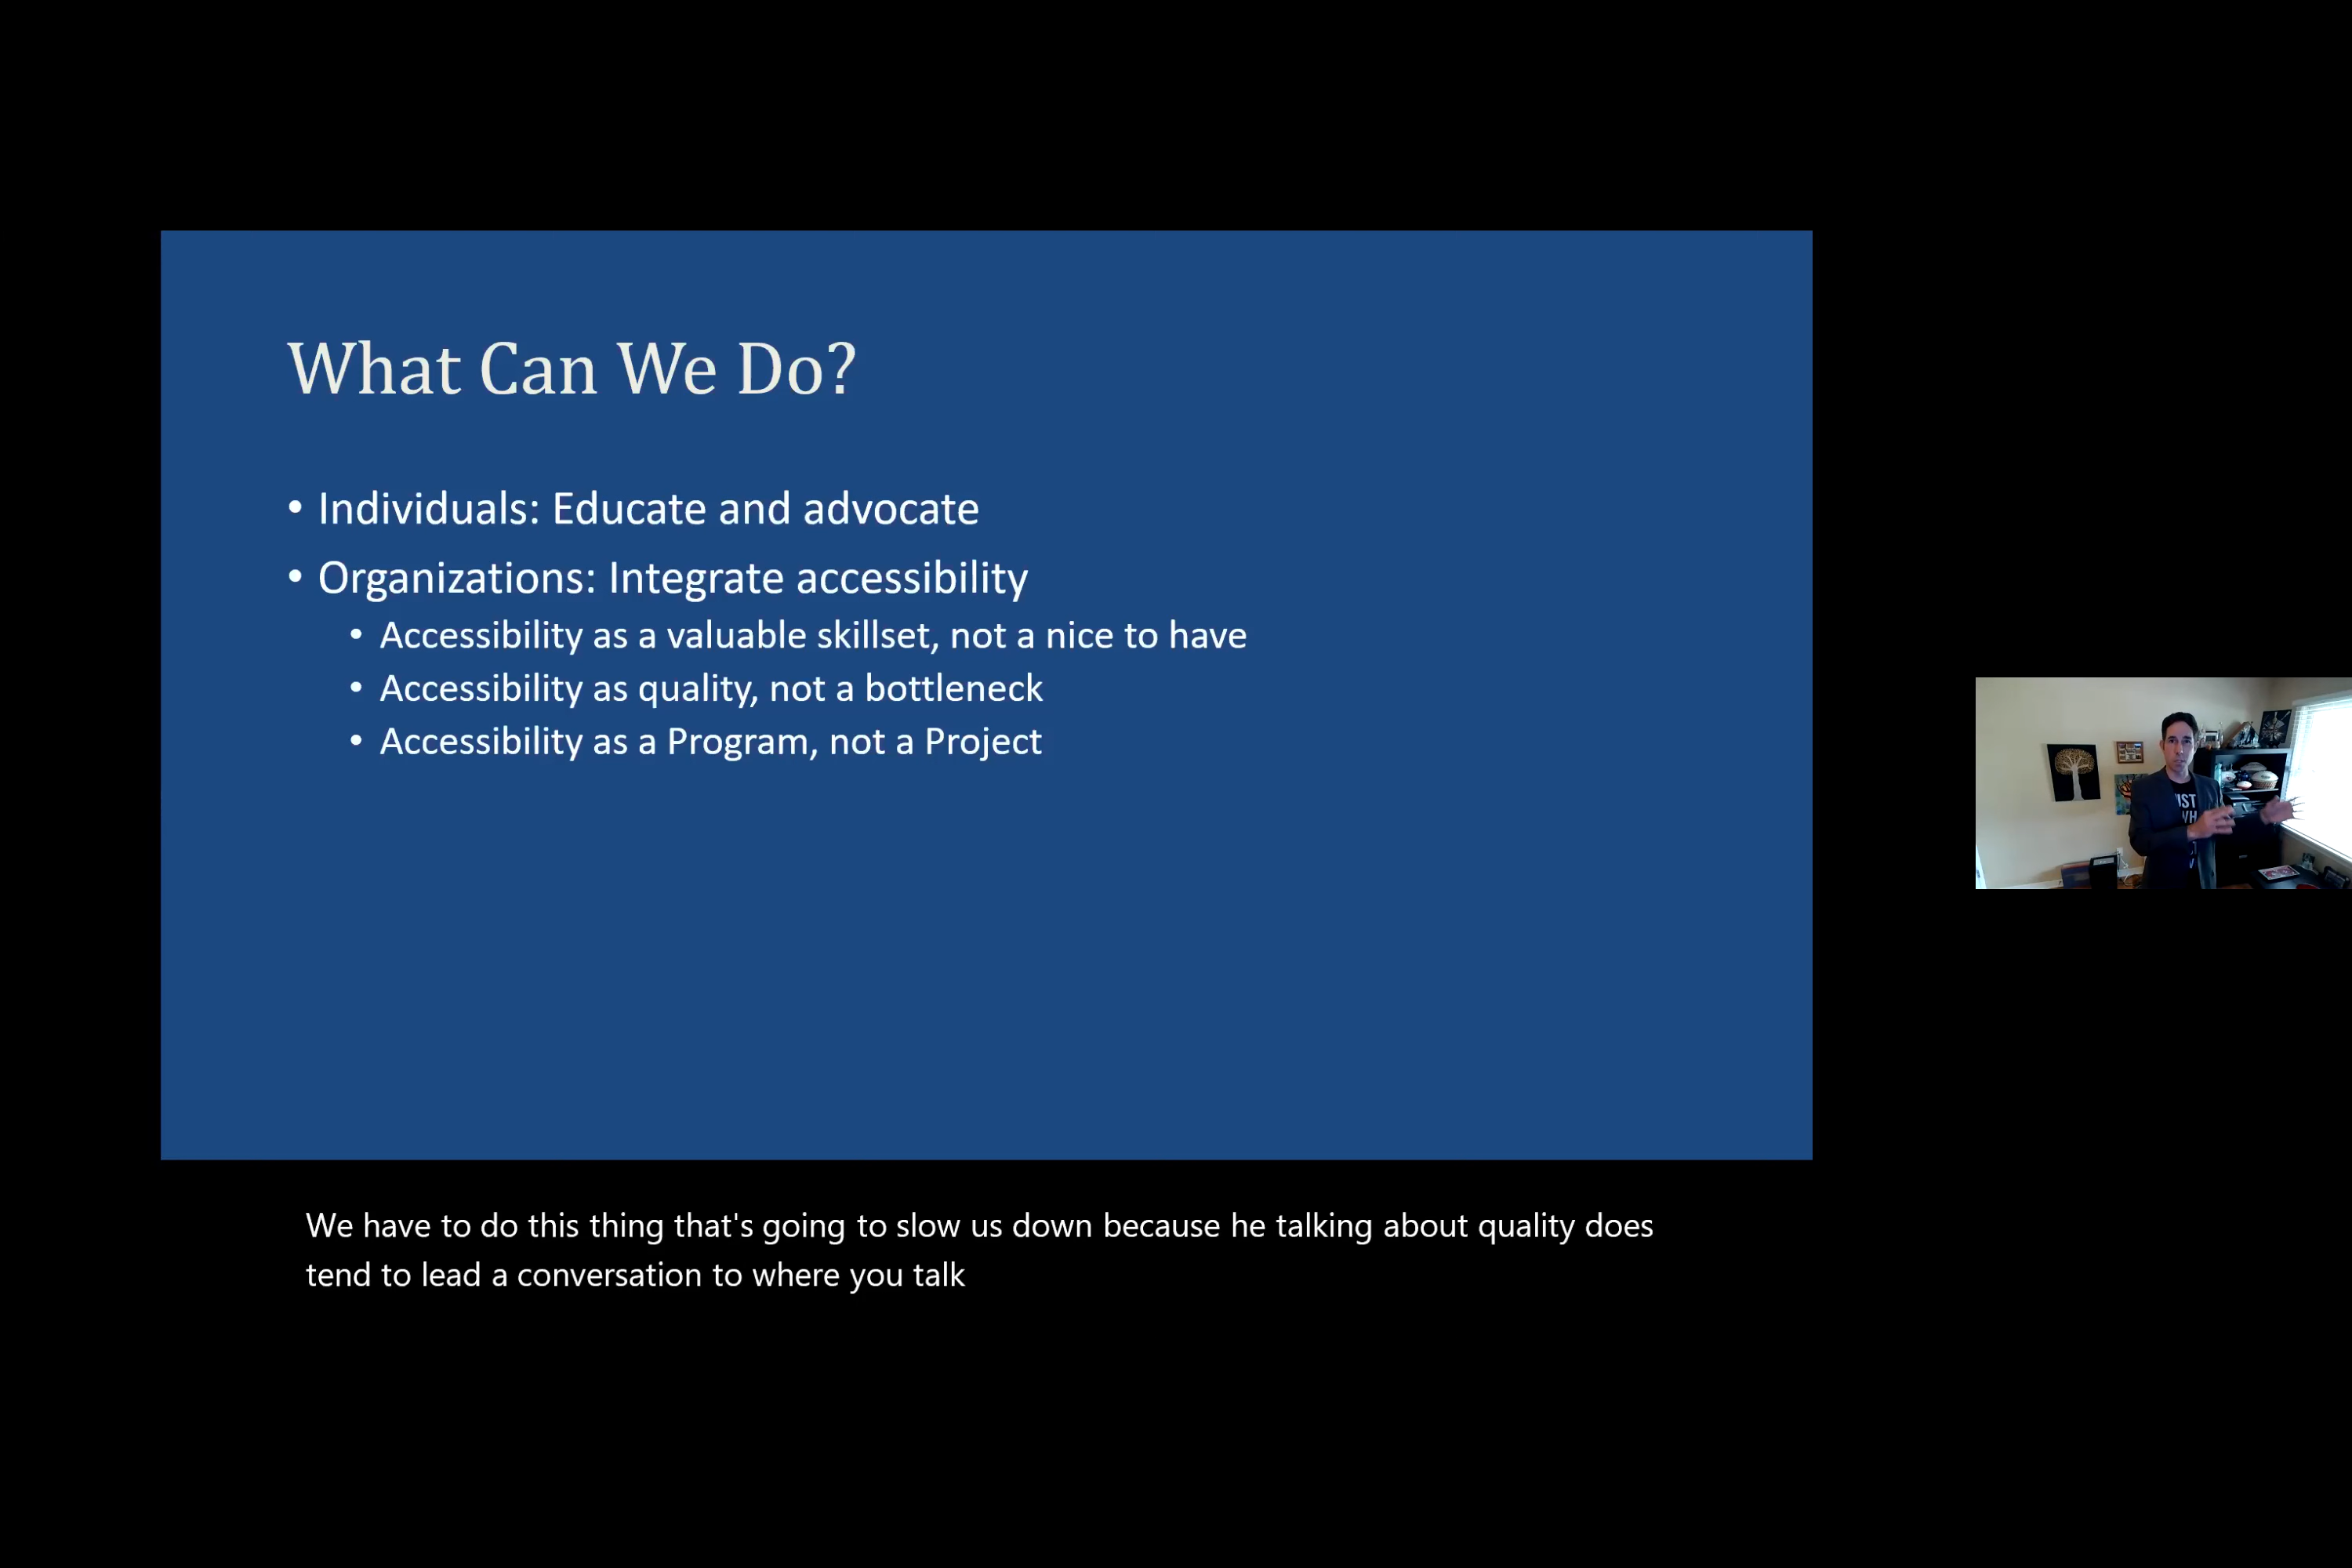 What Can We Do?
• Individuals: Educate and advocate
• Organizations: Integrate accessibility
• Accessibility as a valuable skillset, not a nice to have
• Accessibility as quality, not a bottleneck
• Accessibility as a Program, not a Project
We have to do this thing that's going to slow us down because he talking about quality does
tend to lead a conversation to where you talk